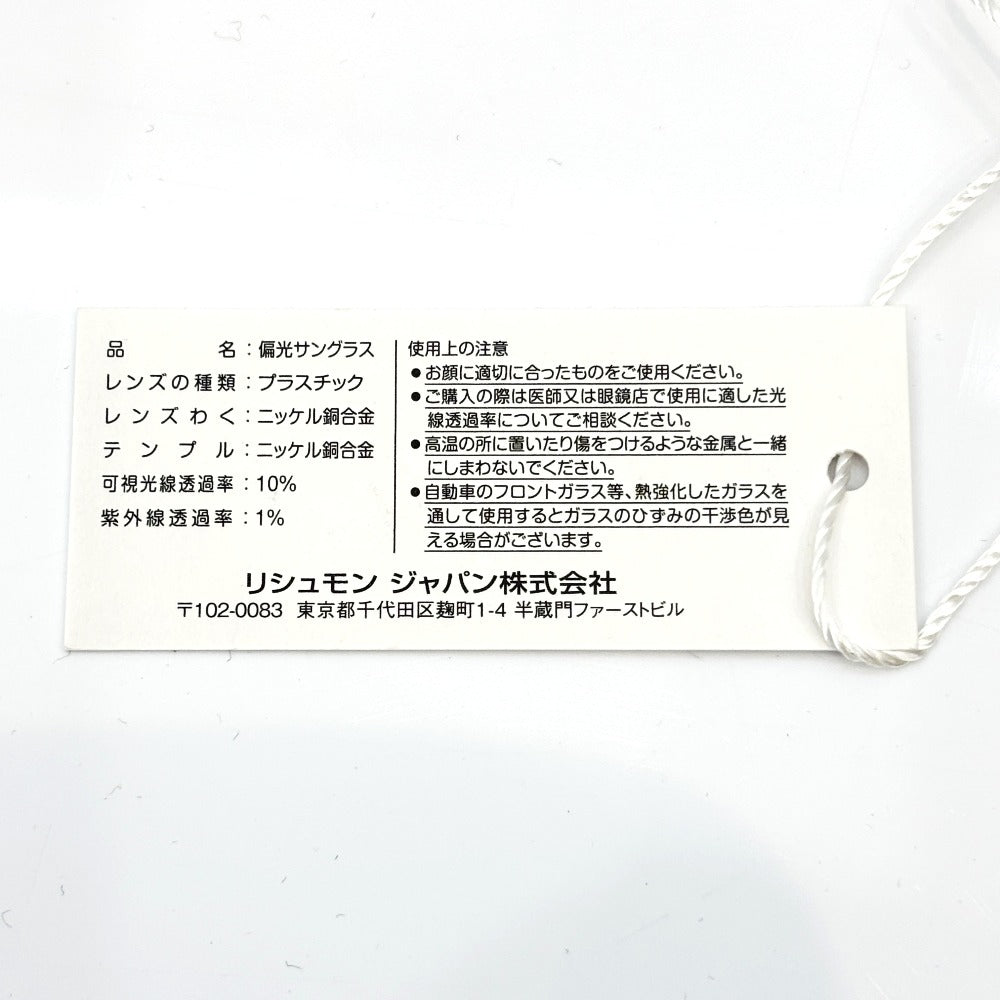 品　　　名：偏光サングラス
レンズの種類：プラスチック
レンズわく：ニッケル銅合金
テンプル：ニッケル銅合金
可視光線透過率：10%
紫外線透過率：1%
使用上の注意
●お顔に適切に合ったものをご使用ください。
●ご購入の際は医師又は眼鏡店で使用に適した光
線透過率についてご相談ください。
●高温の所に置いたり傷をつけるような金属と一緒
にしまわないでください。
●自動車のフロントガラス等、熱強化したガラスを
通して使用するとガラスのひずみの干渉色が見
える場合がございます。
リシュモン ジャパン株式会社
〒102-0083 東京都千代田区麹町1-4 半蔵門ファーストビル